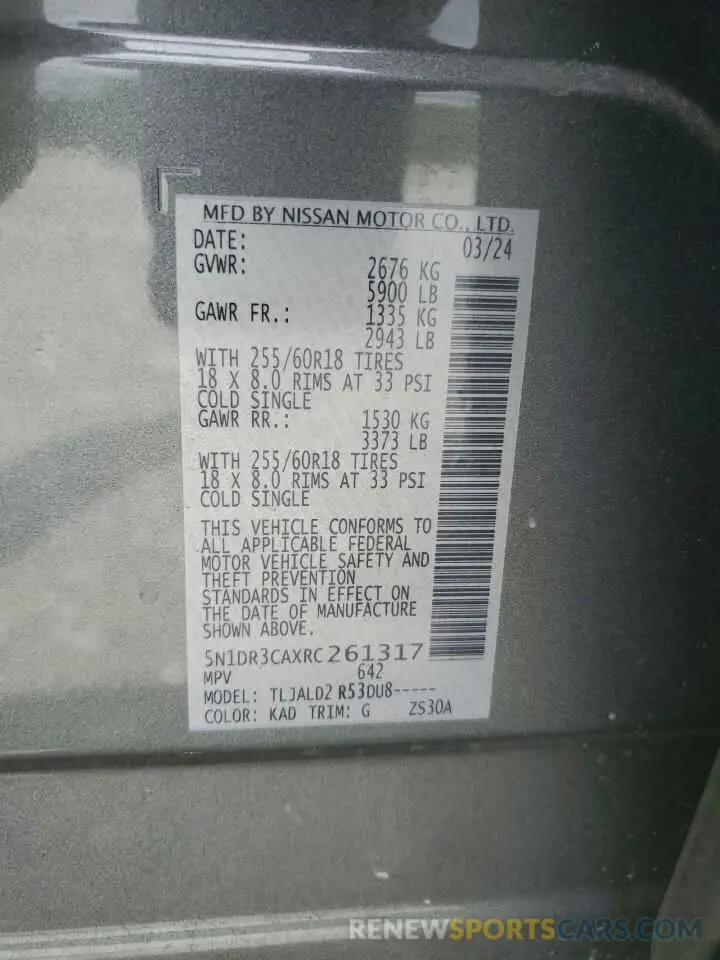 MFD BY NISSAN MOTOR CO., LTD.
DATE: 03/24
GVWR: 2676 KG
5900 LB
GAWR FR.: 1335 KG
2943 LB
WITH 255/60R18 TIRES
18 X 8.0 RIMS AT 33 PSI
COLD SINGLE
GAWR RR.: 1530 KG
3373 LB
WITH 255/60R18 TIRES
18 X 8.0 RIMS AT 33 PSI
COLD SINGLE
THIS VEHICLE CONFORMS TO
ALL APPLICABLE FEDERAL
MOTOR VEHICLE SAFETY AND
THEFT PREVENTION
STANDARDS IN EFFECT ON
THE DATE OF MANUFACTURE
SHOWN ABOVE.
5N1DR3CAXRC261317
MPV 642
MODEL: TLJALD2 R53DU8-----
COLOR: KAD TRIM: G ZS30A
RENEWSPORTSCARS.COM